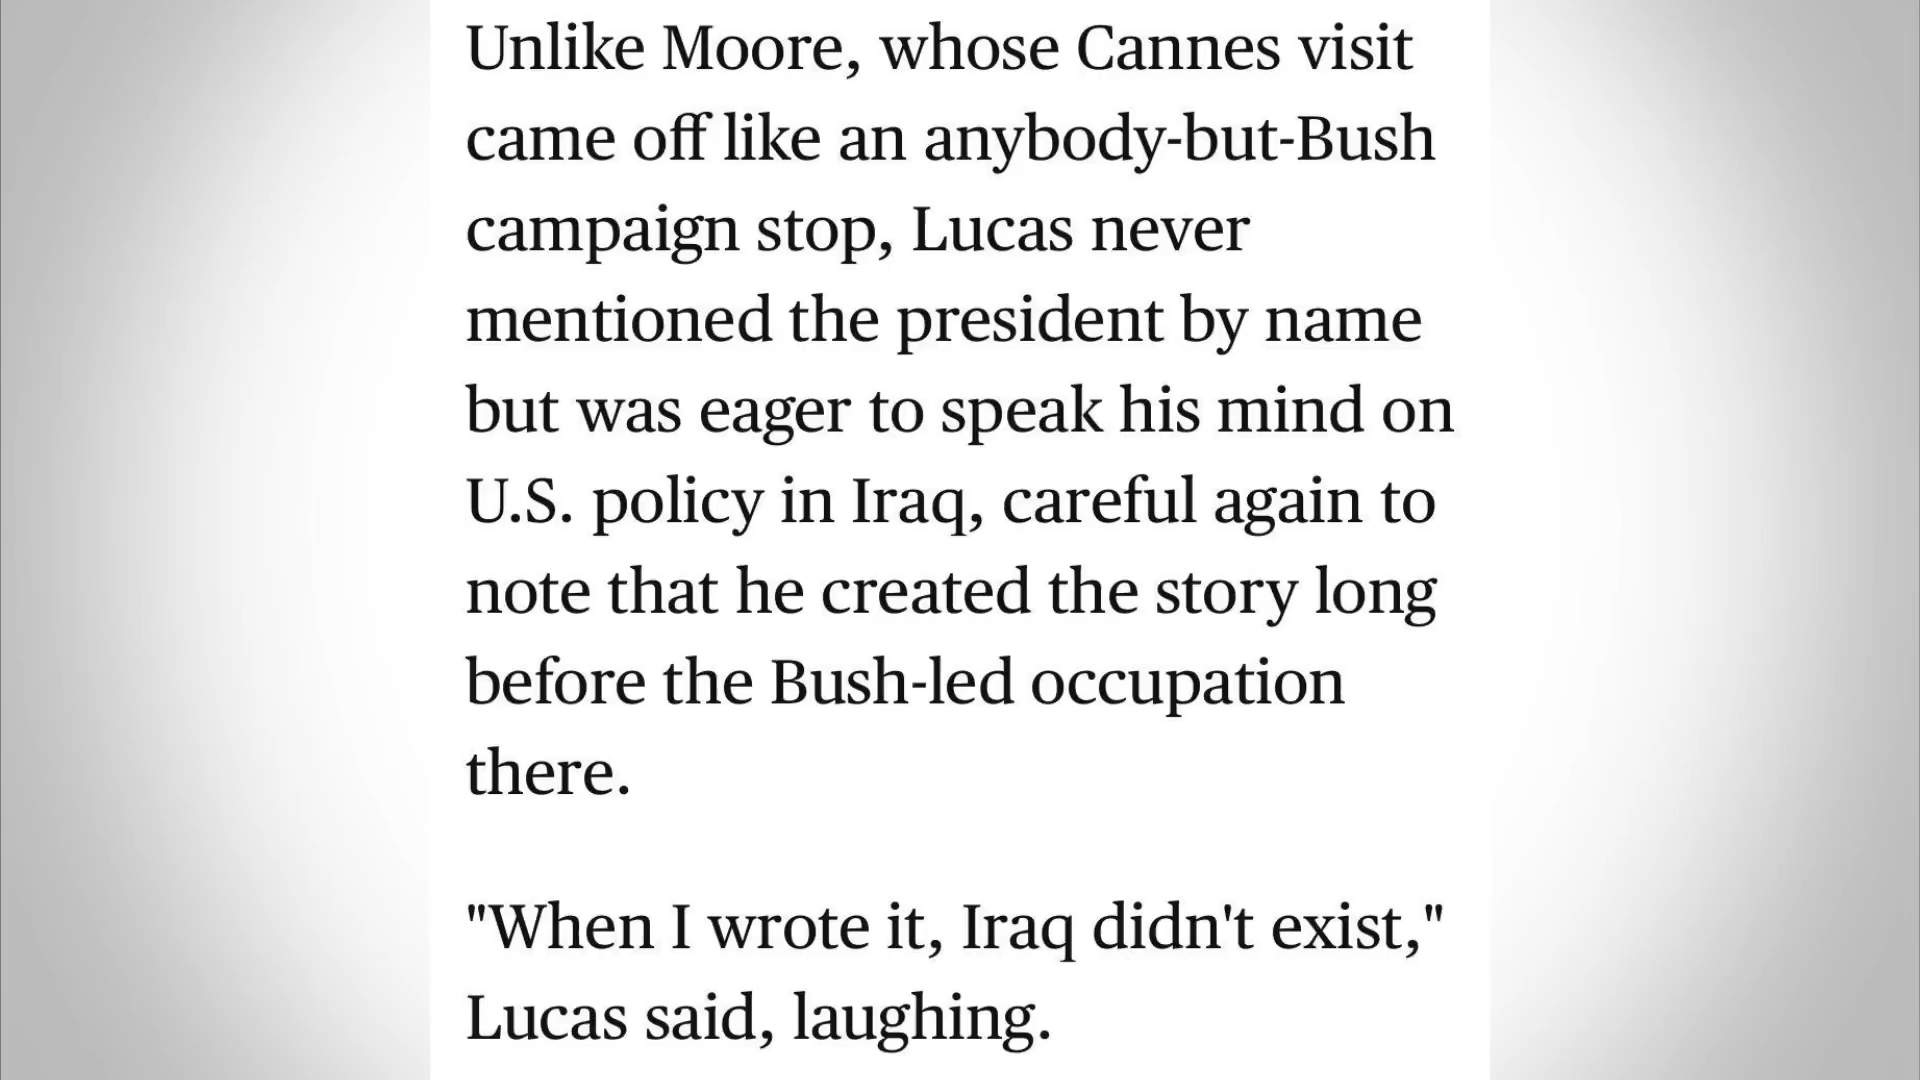 Unlike Moore, whose Cannes visit
came off like an anybody-but-Bush
campaign stop, Lucas never
mentioned the president by name
but was eager to speak his mind on
U.S. policy in Iraq, careful again to
note that he created the story long
before the Bush-led occupation
there.
"When I wrote it, Iraq didn't exist,"
Lucas said, laughing.